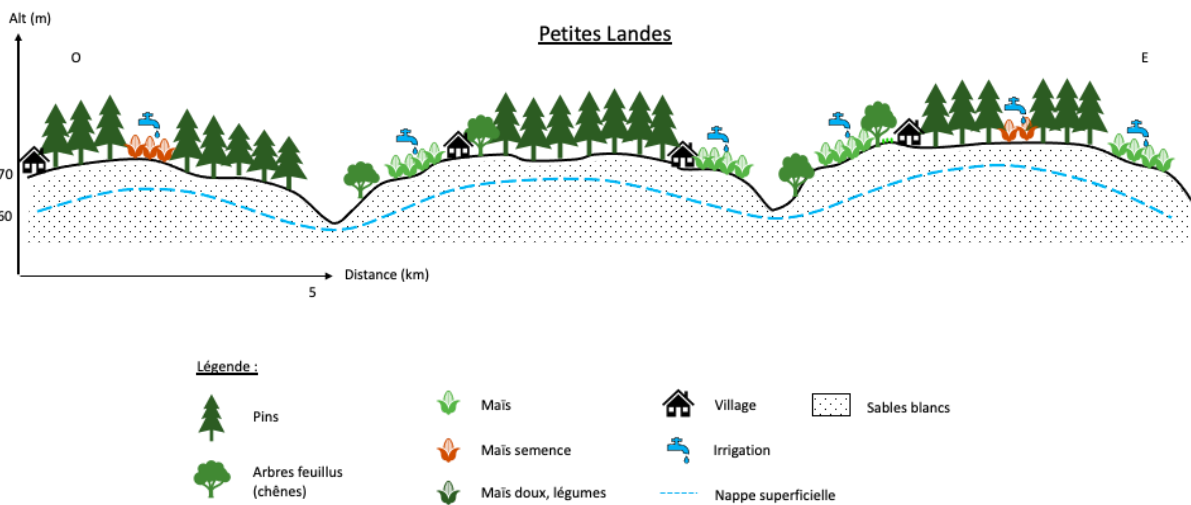 Alt (m)
Petites Landes
O
E
70
60
Distance (km)
5
Légende :
Pins
Arbres feuillus
(chênes)
Maïs
Maïs semence
Maïs doux, légumes
Village
Irrigation
Nappe superficielle
Sables blancs